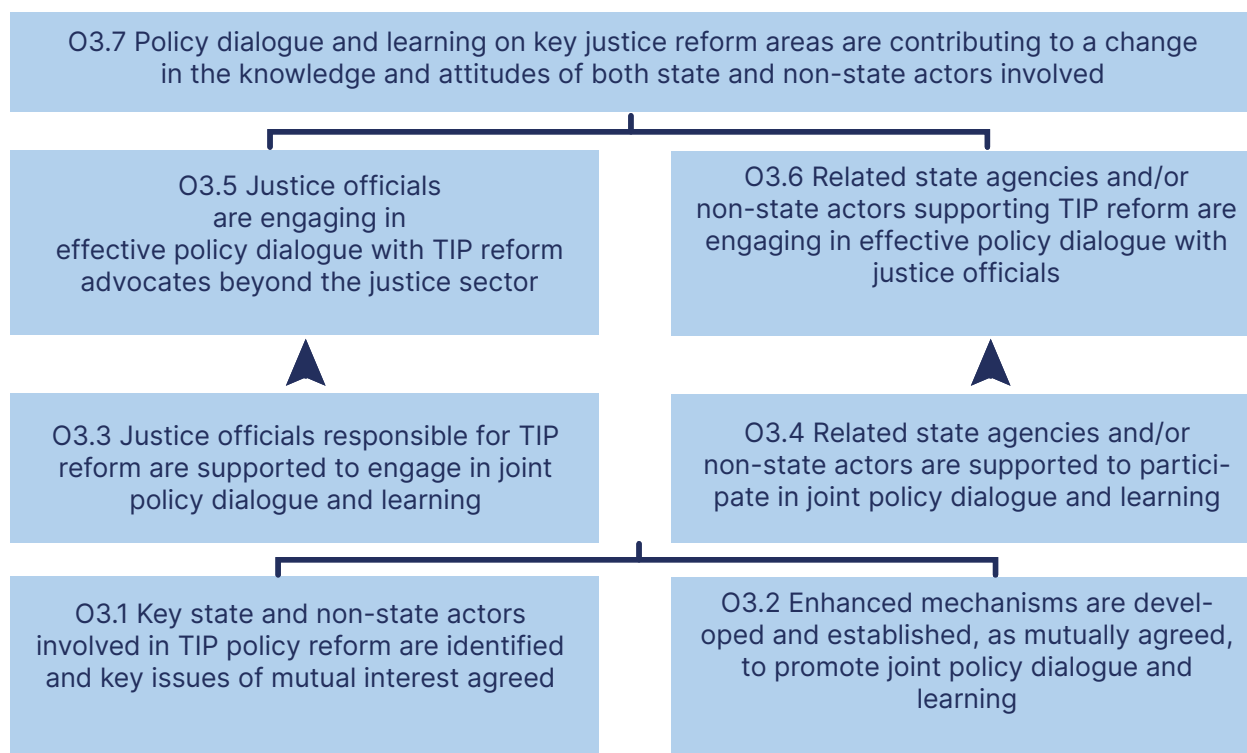 O3.7 Policy dialogue and learning on key justice reform areas are contributing to a change
in the knowledge and attitudes of both state and non-state actors involved
O3.5 Justice officials
are engaging in
effective policy dialogue with TIP reform
advocates beyond the justice sector
O3.6 Related state agencies and/or
non-state actors supporting TIP reform are
engaging in effective policy dialogue with
justice officials
O3.3 Justice officials responsible for TIP
reform are supported to engage in joint
policy dialogue and learning
O3.4 Related state agencies and/or
non-state actors are supported to partici-
pate in joint policy dialogue and learning
O3.1 Key state and non-state actors
involved in TIP policy reform are identified
and key issues of mutual interest agreed
O3.2 Enhanced mechanisms are devel-
oped and established, as mutually agreed,
to promote joint policy dialogue and
learning